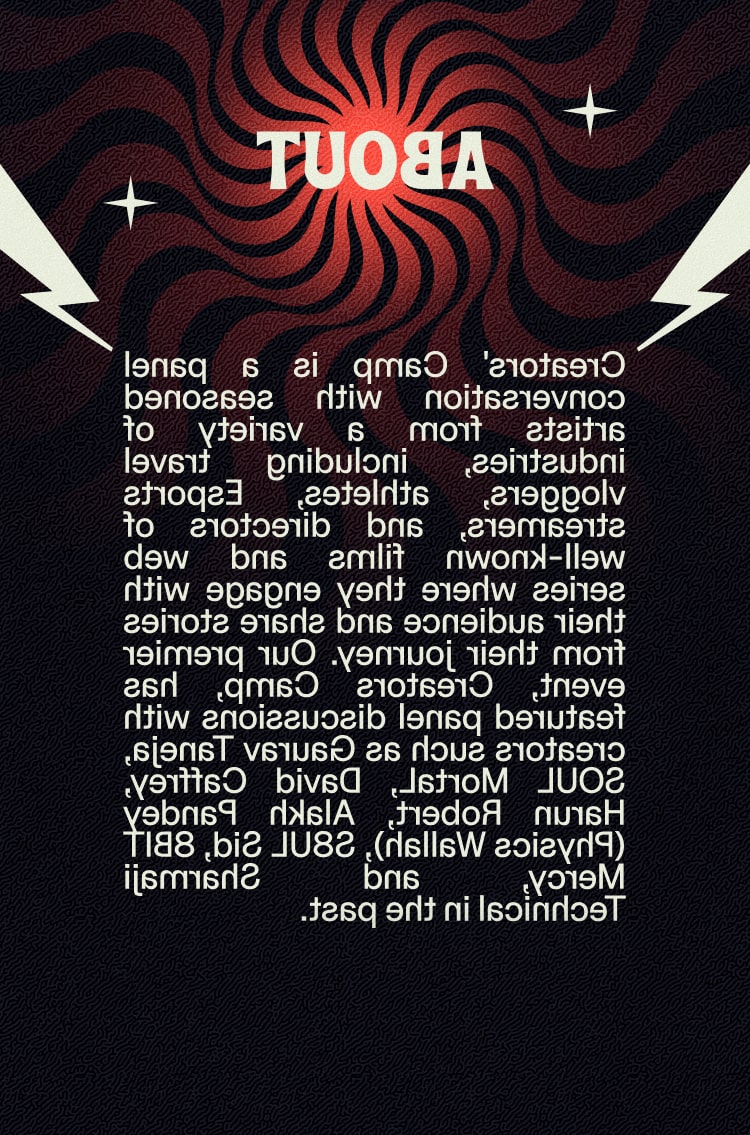 ABOUT
Creators' Camp is a panel
conversation with seasoned
artists from a variety of
industries, including travel
vloggers, athletes, Esports
streamers, and directors of
well-known films and web
series where they engage with
their audience and share stories
from their journey. Our premier
event, Creators Camp, has
featured panel discussions with
creators such as Gaurav Taneja,
SOUL MortaL, David Caffrey,
Harun Robert, Alakh Pandey
(Physics Wallah), S8UL Sid, 8BIT
Mercy, and Sharmaji
Technical in the past.